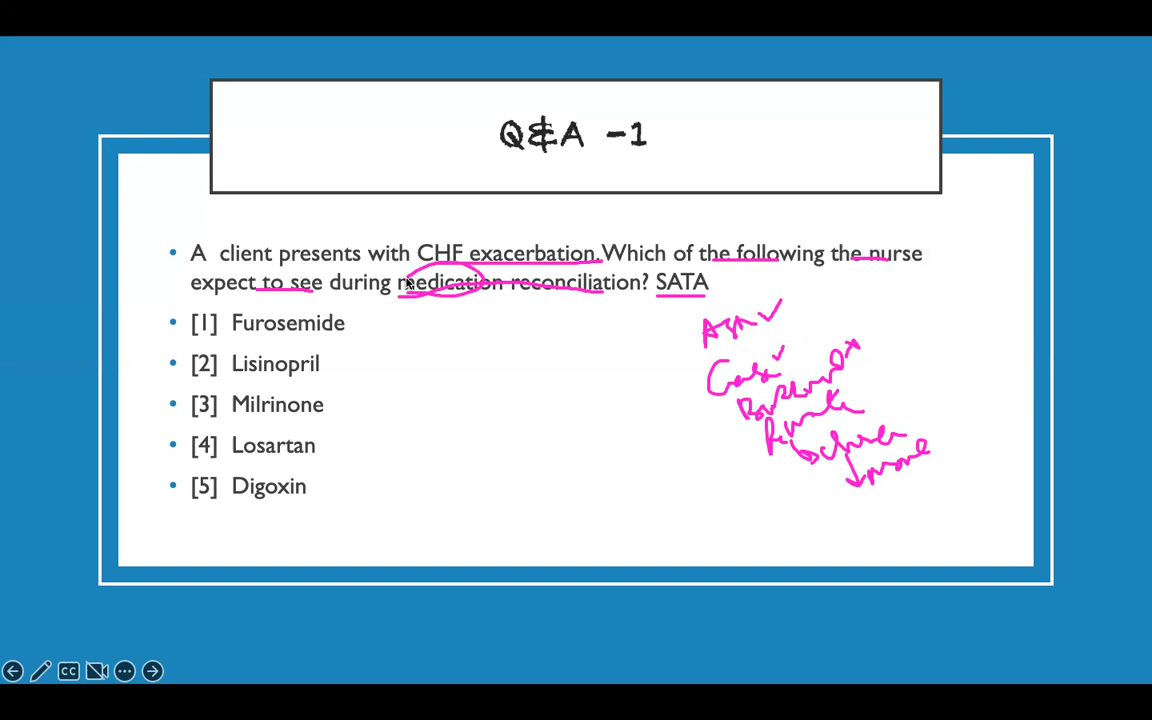 Q&A -1
• A client presents with CHF exacerbation.Which of the following the nurse
expect to see during medication reconciliation? SATA
• [1] Furosemide
• [2] Lisinopril
• [3] Milrinone
• [4] Losartan
• [5] Digoxin
CC